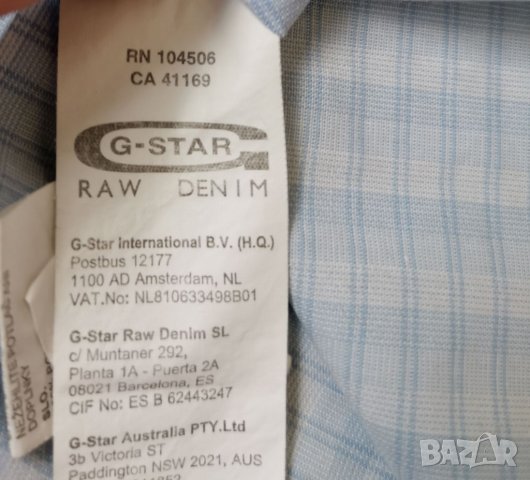 RN 104506
CA 41169
G-STAR
RAW DENIM
G-Star International B.V. (H.Q.)
Postbus 12177
1100 AD Amsterdam, NL
VAT.No: NL810633498B01
G-Star Raw Denim SL
c/ Muntaner 292,
Planta 1A - Puerta 2A
08021 Barcelona, ES
CIF No: ES B 62443247
G-Star Australia PTY.Ltd
3b Victoria ST
Paddington NSW 2021, AUS
DOPLNKY
BAZAR